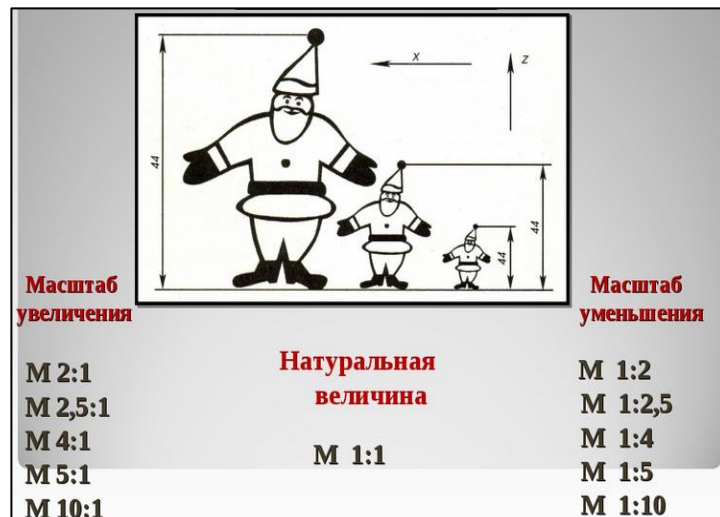 X
Z
44
44
44
Масштаб
увеличения
М 2:1
М 2,5:1
М 4:1
М 5:1
М 10:1
Натуральная
величина
М 1:1
Масштаб
уменьшения
М 1:2
М 1:2,5
М 1:4
М 1:5
М 1:10